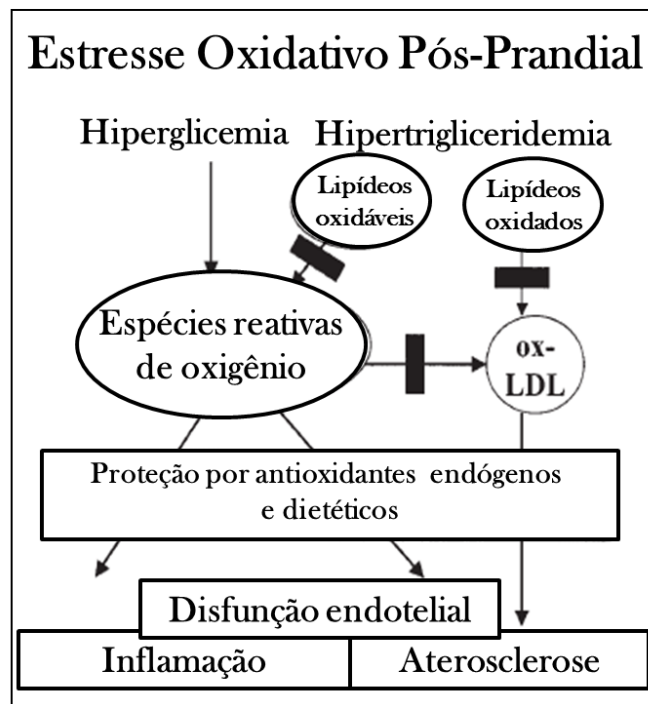 Estresse Oxidativo Pós-Prandial
Hiperglicemia
Hipertrigliceridemia
Lipídeos
oxidáveis
Lipídeos
oxidados
Espécies reativas
de oxigênio
ox-
LDL
Proteção por antioxidantes endógenos
e dietéticos
Disfunção endotelial
Inflamação
Aterosclerose